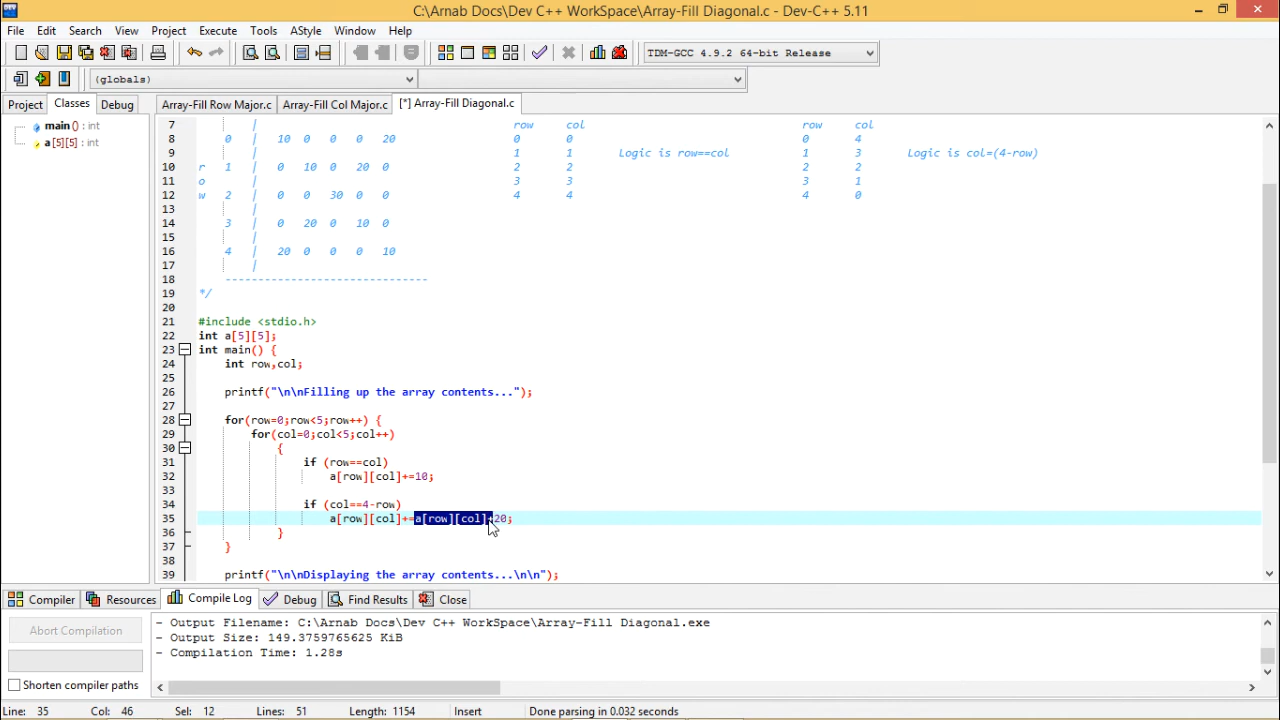 C:\Arnab Docs\Dev C++ WorkSpace\Array-Fill Diagonal.c - Dev-C++ 5.11
File Edit Search View Project Execute Tools AStyle Window Help
TDM-GCC 4.9.2 64-bit Release
(globals)
Project Classes Debug
Array-Fill Row Major.c Array-Fill Col Major.c [*] Array-Fill Diagonal.c
main () : int
a [5][5] : int
7 | row col row col
8 0 | 10 0 0 0 20 0 0 0 4
9 | 1 1 Logic is row==col 1 3 Logic is col=(4-row)
10 r 1 | 0 10 0 20 0 2 2 2 2
11 o | 3 3 3 1
12 w 2 | 0 0 30 0 0 4 4 4 0
13 |
14 3 | 0 20 0 10 0
15 |
16 4 | 20 0 0 0 10
17 |
18 -------------------------------
19 */
20
21 #include <stdio.h>
22 int a[5][5];
23 int main() {
24 int row,col;
25
26 printf("\n\nFilling up the array contents...");
27
28 for(row=0;row<5;row++) {
29 for(col=0;col<5;col++)
30 {
31 if (row==col)
32 a[row][col]+=10;
33
34 if (col==4-row)
35 a[row][col]+=a[row][col]+20;
36 }
37 }
38
39 printf("\n\nDisplaying the array contents...\n\n");
Compiler Resources Compile Log Debug Find Results Close
Abort Compilation
Shorten compiler paths
- Output Filename: C:\Arnab Docs\Dev C++ WorkSpace\Array-Fill Diagonal.exe
- Output Size: 149.3759765625 KiB
- Compilation Time: 1.28s
Line: 35 Col: 46 Sel: 12 Lines: 51 Length: 1154 Insert Done parsing in 0.032 seconds